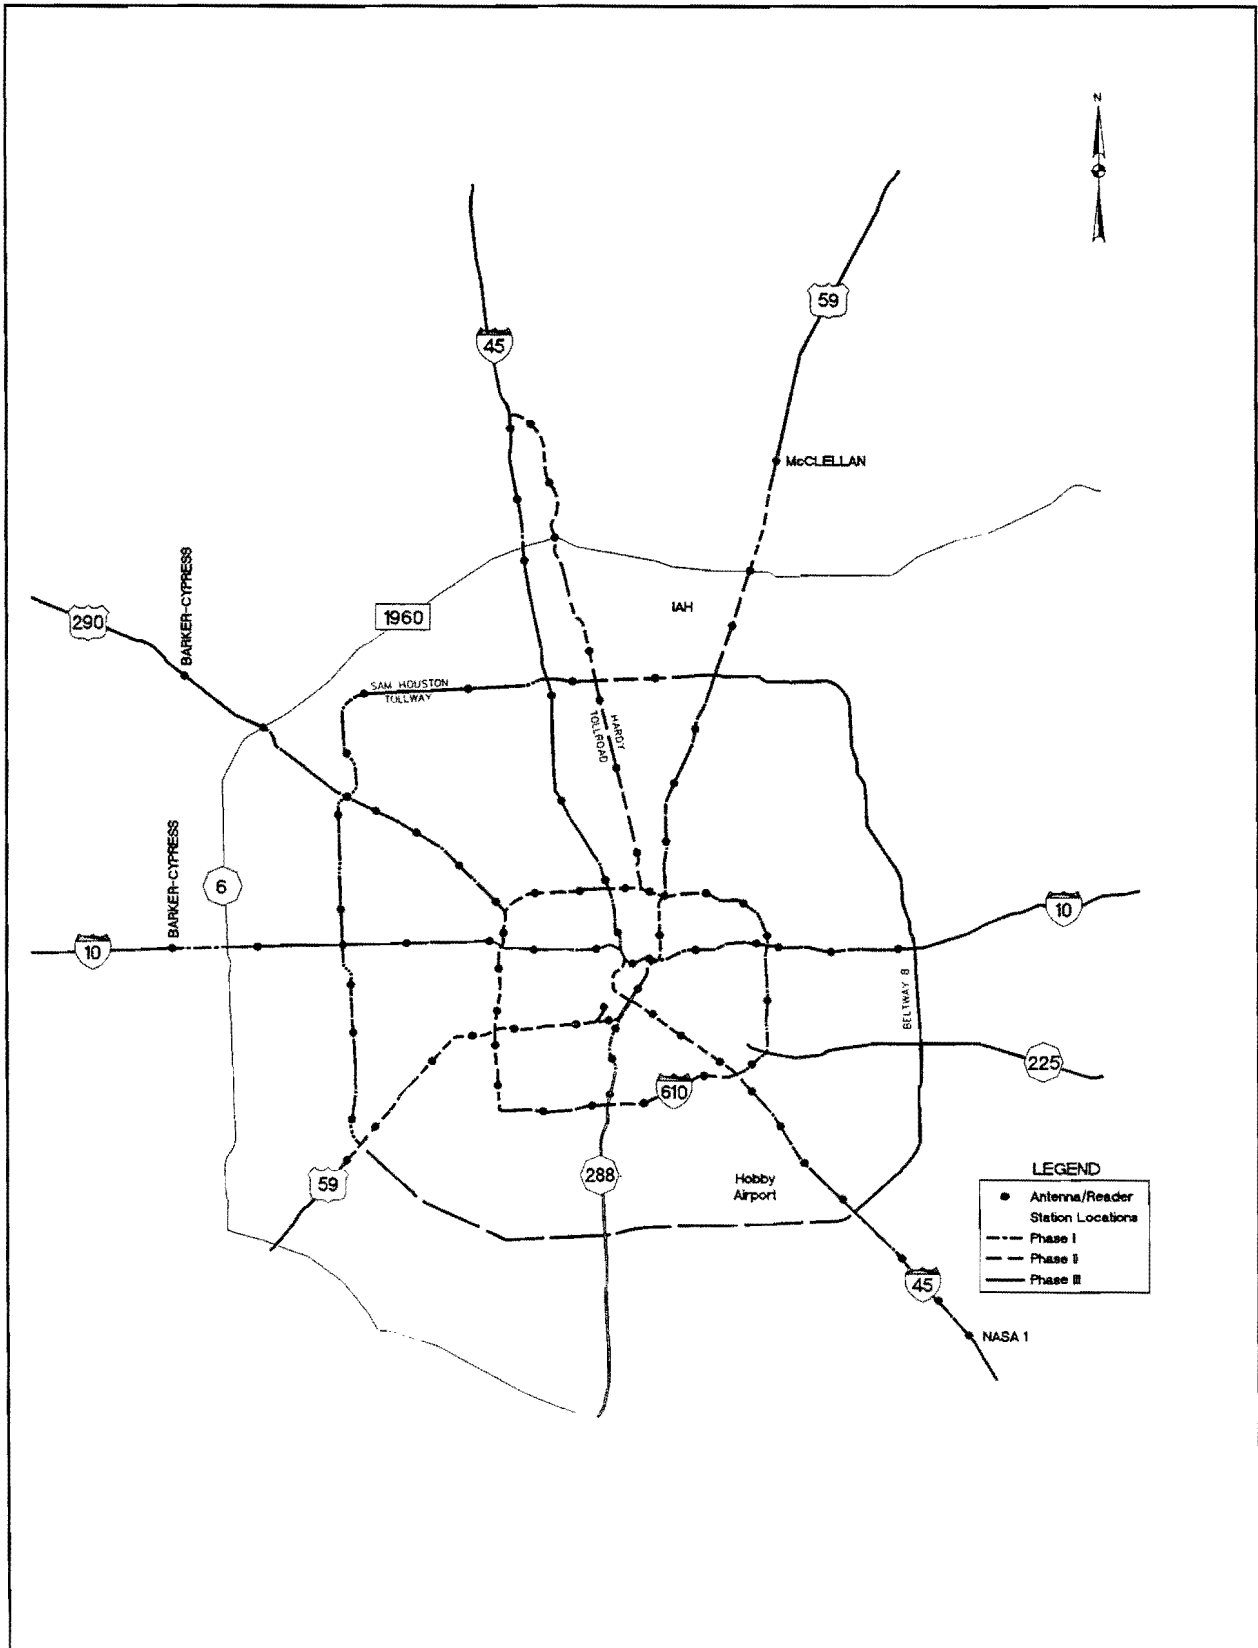 N
59
45
McCLELLAN
BARKER-CYPRESS
290
1960
IAH
SAM HOUSTON
TOLLWAY
HARDY
TOLLROAD
BARKER-CYPRESS
6
10
10
BELTWAY 8
225
610
59
288
Hobby
Airport
LEGEND
Antenna/Reader
Station Locations
Phase I
Phase II
Phase III
45
NASA 1